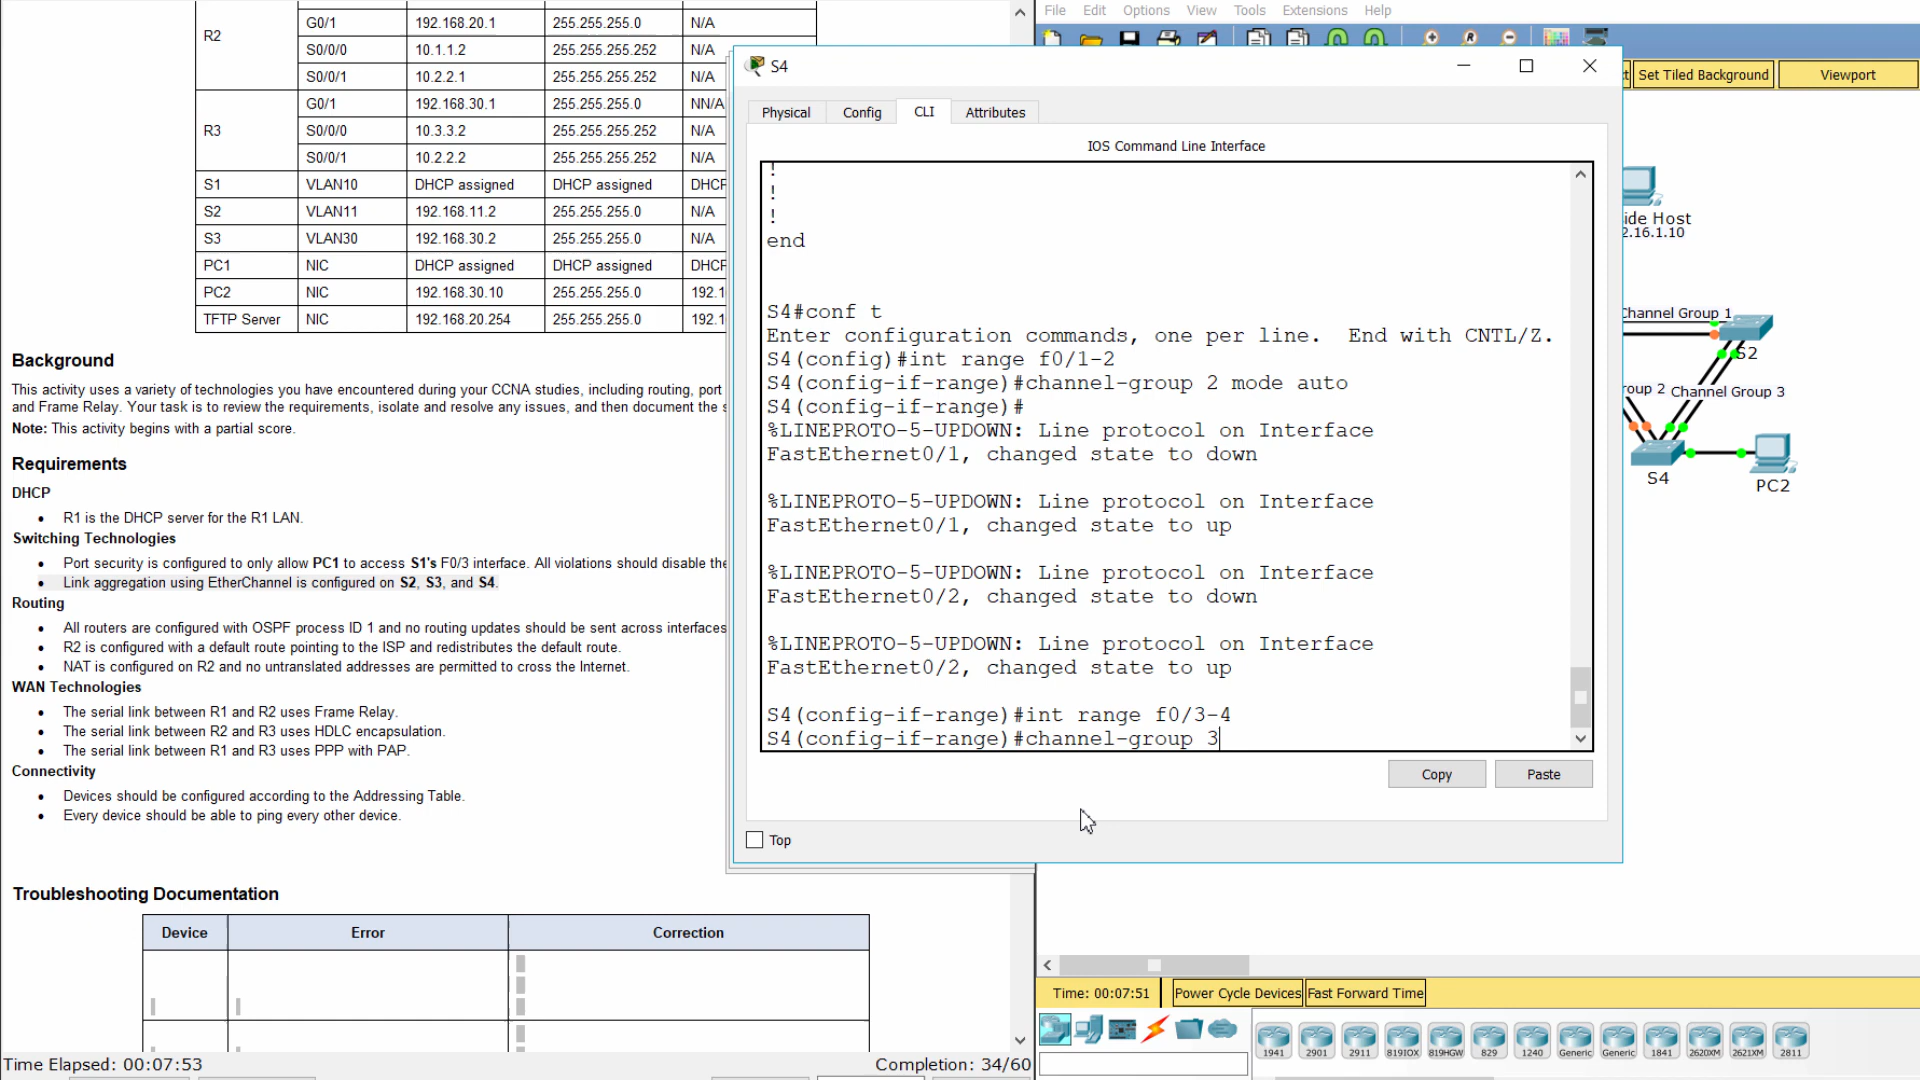 R2
G0/1 192.168.20.1 255.255.255.0 N/A
S0/0/0 10.1.1.2 255.255.255.252 N/A
S0/0/1 10.2.2.1 255.255.255.252 N/A
R3
G0/1 192.168.30.1 255.255.255.0 NN/A
S0/0/0 10.3.3.2 255.255.255.252 N/A
S0/0/1 10.2.2.2 255.255.255.252 N/A
S1 VLAN10 DHCP assigned DHCP assigned DHCP
S2 VLAN11 192.168.11.2 255.255.255.0 N/A
S3 VLAN30 192.168.30.2 255.255.255.0 N/A
PC1 NIC DHCP assigned DHCP assigned DHCP
PC2 NIC 192.168.30.10 255.255.255.0 192.1
TFTP Server NIC 192.168.20.254 255.255.255.0 192.1
Background
This activity uses a variety of technologies you have encountered during your CCNA studies, including routing, port
and Frame Relay. Your task is to review the requirements, isolate and resolve any issues, and then document the s
Note: This activity begins with a partial score.
Requirements
DHCP
• R1 is the DHCP server for the R1 LAN.
Switching Technologies
• Port security is configured to only allow PC1 to access S1's F0/3 interface. All violations should disable the
• Link aggregation using EtherChannel is configured on S2, S3, and S4.
Routing
• All routers are configured with OSPF process ID 1 and no routing updates should be sent across interfaces
• R2 is configured with a default route pointing to the ISP and redistributes the default route.
• NAT is configured on R2 and no untranslated addresses are permitted to cross the Internet.
WAN Technologies
• The serial link between R1 and R2 uses Frame Relay.
• The serial link between R2 and R3 uses HDLC encapsulation.
• The serial link between R1 and R3 uses PPP with PAP.
Connectivity
• Devices should be configured according to the Addressing Table.
• Every device should be able to ping every other device.
Troubleshooting Documentation
Device Error Correction
Time Elapsed: 00:07:53 Completion: 34/60
File Edit Options View Tools Extensions Help
Set Tiled Background Viewport
S4
Physical Config CLI Attributes
IOS Command Line Interface
!
!
!
end
S4#conf t
Enter configuration commands, one per line. End with CNTL/Z.
S4(config)#int range f0/1-2
S4(config-if-range)#channel-group 2 mode auto
S4(config-if-range)#
%LINEPROTO-5-UPDOWN: Line protocol on Interface
FastEthernet0/1, changed state to down
%LINEPROTO-5-UPDOWN: Line protocol on Interface
FastEthernet0/1, changed state to up
%LINEPROTO-5-UPDOWN: Line protocol on Interface
FastEthernet0/2, changed state to down
%LINEPROTO-5-UPDOWN: Line protocol on Interface
FastEthernet0/2, changed state to up
S4(config-if-range)#int range f0/3-4
S4(config-if-range)#channel-group 3
Copy Paste
Top
ide Host
2.16.1.10
Channel Group 1
S2
oup 2 Channel Group 3
S4
PC2
Time: 00:07:51 Power Cycle Devices Fast Forward Time
1941 2901 2911 819IOX 819HGW 829 1240 Generic Generic 1841 2620XM 2621XM 2811